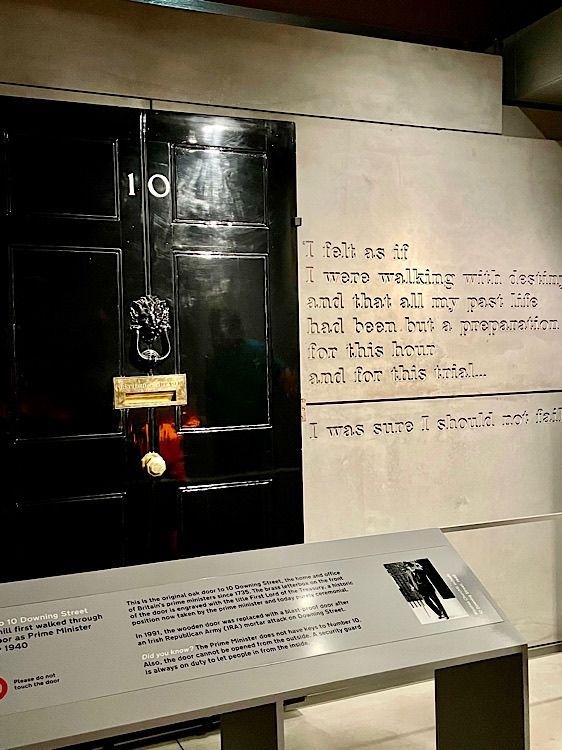 10
'I felt as if
I were walking with destiny
and that all my past life
had been but a preparation
for this hour
and for this trial...
I was sure I should not fail
10 Downing Street
hill first walked through
oor as Prime Minister
1940
Please do not
touch the door
This is the original oak door to 10 Downing Street, the home and office
of Britain's prime ministers since 1735. The brass letterbox on the front
of the door is engraved with the title First Lord of the Treasury, a historic
position now taken by the prime minister and today purely ceremonial.
In 1991, the wooden door was replaced with a blast-proof door after
an Irish Republican Army (IRA) mortar attack on Downing Street.
Did you know? The Prime Minister does not have keys to Number 10.
Also, the door cannot be opened from the outside. A security guard
is always on duty to let people in from the inside.